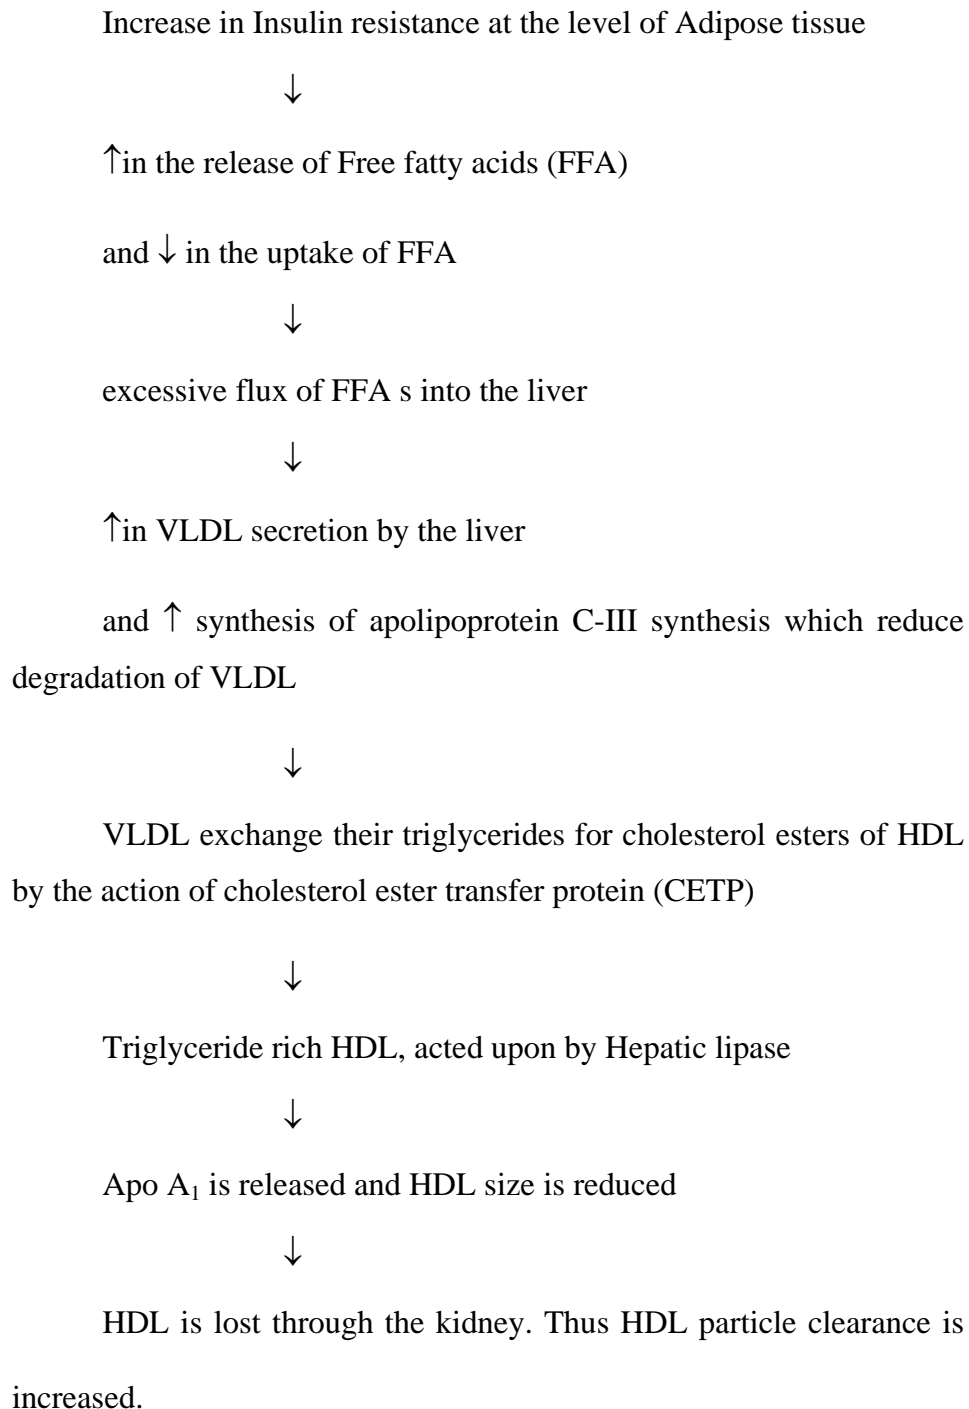 Increase in Insulin resistance at the level of Adipose tissue
↓
↑in the release of Free fatty acids (FFA)
and ↓ in the uptake of FFA
↓
excessive flux of FFA s into the liver
↓
↑in VLDL secretion by the liver
and ↑ synthesis of apolipoprotein C-III synthesis which reduce
degradation of VLDL
↓
VLDL exchange their triglycerides for cholesterol esters of HDL
by the action of cholesterol ester transfer protein (CETP)
↓
Triglyceride rich HDL, acted upon by Hepatic lipase
↓
Apo A₁ is released and HDL size is reduced
↓
HDL is lost through the kidney. Thus HDL particle clearance is
increased.